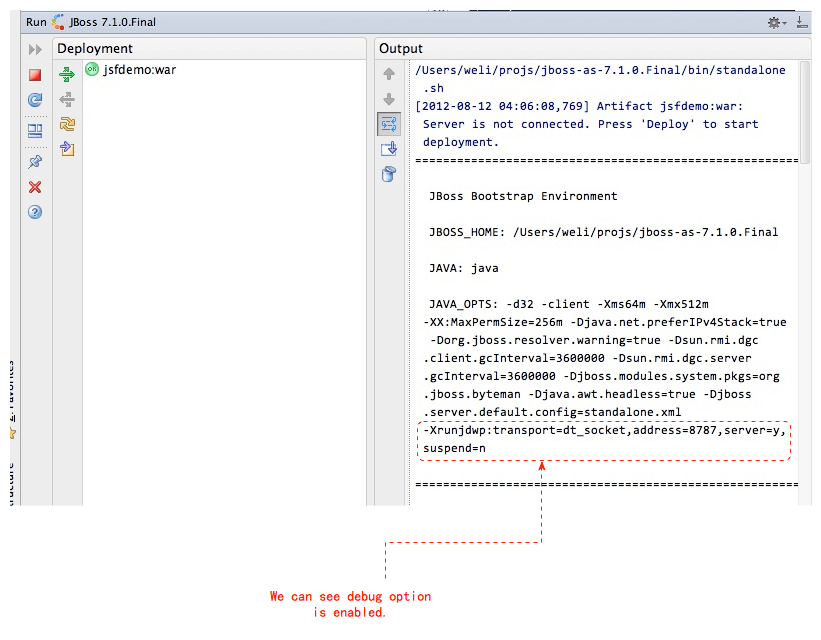 Run JBoss 7.1.0.Final
Deployment
Output
jsfdemo:war
/Users/weli/projs/jboss-as-7.1.0.Final/bin/standalone
.sh
[2012-08-12 04:06:08,769] Artifact jsfdemo:war:
Server is not connected. Press 'Deploy' to start
deployment.
=====================================================
JBoss Bootstrap Environment
JBOSS_HOME: /Users/weli/projs/jboss-as-7.1.0.Final
JAVA: java
JAVA_OPTS: -d32 -client -Xms64m -Xmx512m
-XX:MaxPermSize=256m -Djava.net.preferIPv4Stack=true
-Dorg.jboss.resolver.warning=true -Dsun.rmi.dgc
.client.gcInterval=3600000 -Dsun.rmi.dgc.server
.gcInterval=3600000 -Djboss.modules.system.pkgs=org
.jboss.byteman -Djava.awt.headless=true -Djboss
.server.default.config=standalone.xml
-Xrunjdwp:transport=dt_socket,address=8787,server=y,
suspend=n
=====================================================
We can see debug option
is enabled.